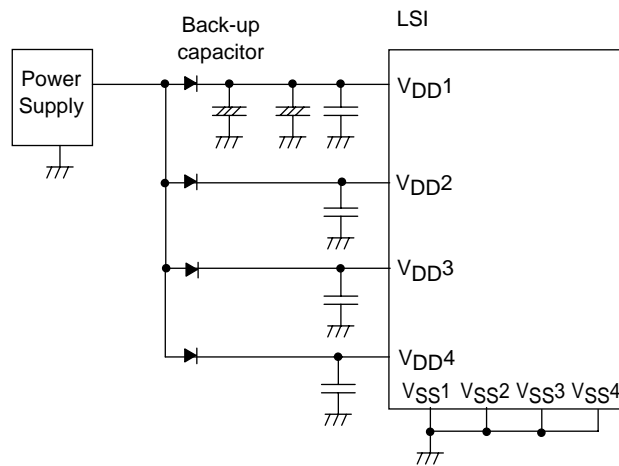 LSI
Back-up
capacitor
Power
Supply
VDD1
VDD2
VDD3
VDD4
VSS1 VSS2 VSS3 VSS4